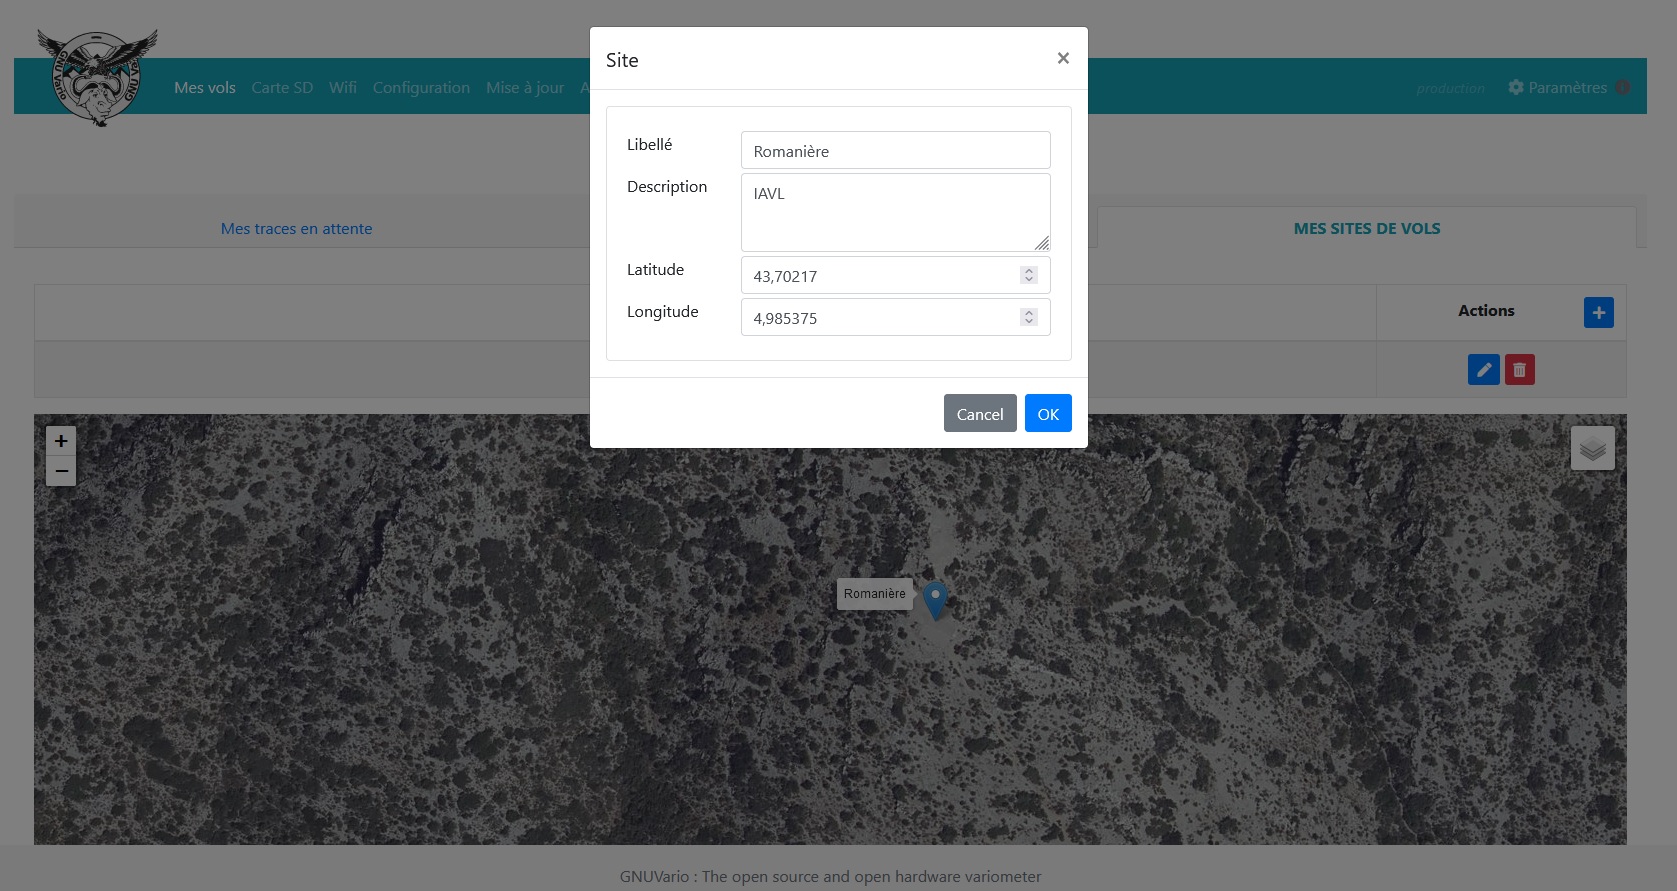 Site
×
GNU VARIO
GNUVARIO
Mes vols Carte SD Wifi Configuration Mise à jour A production Paramètres
Libellé Romanière
Description IAVL
Latitude 43,70217
Longitude 4,985375
Cancel OK
Mes traces en attente MES SITES DE VOLS
Actions +
+
−
Romanière
GNUVario : The open source and open hardware variometer